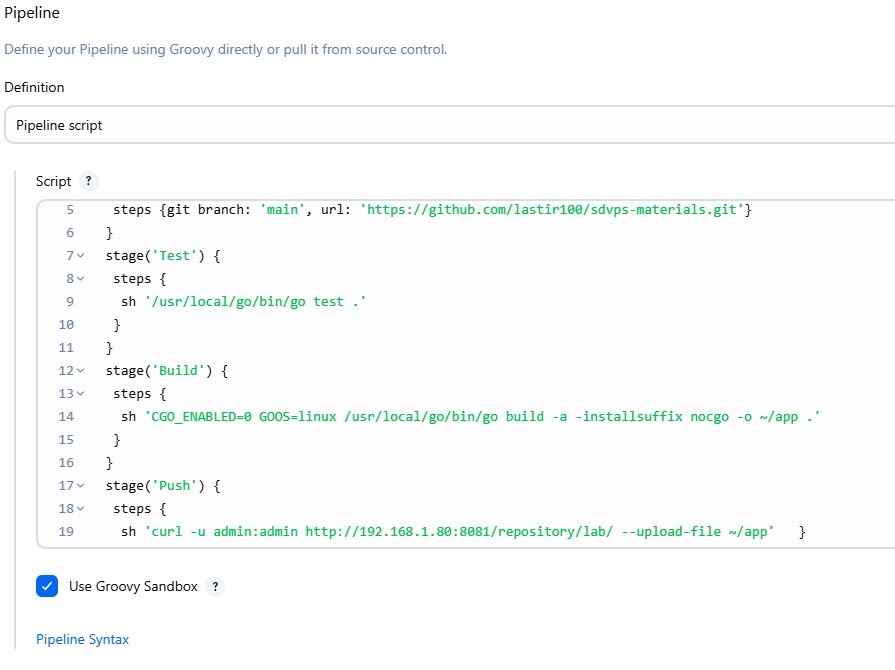 Pipeline
Define your Pipeline using Groovy directly or pull it from source control.
Definition
Pipeline script
Script ?
5 steps {git branch: 'main', url: 'https://github.com/lastir100/sdvps-materials.git'}
6 }
7 stage('Test') {
8 steps {
9 sh '/usr/local/go/bin/go test .'
10 }
11 }
12 stage('Build') {
13 steps {
14 sh 'CGO_ENABLED=0 GOOS=linux /usr/local/go/bin/go build -a -installsuffix nocgo -o ~/app .'
15 }
16 }
17 stage('Push') {
18 steps {
19 sh 'curl -u admin:admin http://192.168.1.80:8081/repository/lab/ --upload-file ~/app' }
Use Groovy Sandbox ?
Pipeline Syntax